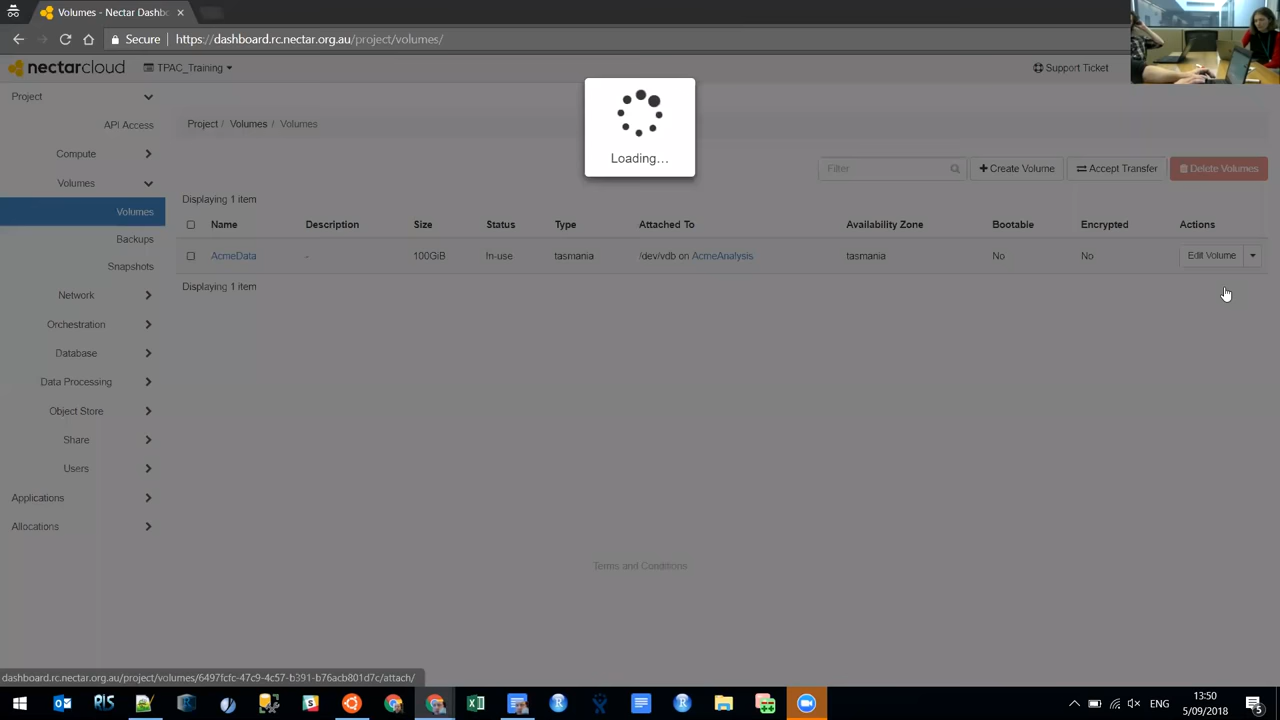 Volumes - Nectar Dashb
Secure
https://dashboard.rc.nectar.org.au/project/volumes/
nectarcloud
TPAC_Training
Support Ticket
Project
API Access
Compute
Volumes
Volumes
Backups
Snapshots
Network
Orchestration
Database
Data Processing
Object Store
Share
Users
Applications
Allocations
Project / Volumes / Volumes
Loading...
Filter
Create Volume
Accept Transfer
Delete Volumes
Displaying 1 item
Name Description Size Status Type Attached To Availability Zone Bootable Encrypted Actions
AcmeData - 100GiB In-use tasmania /dev/vdb on AcmeAnalysis tasmania No No Edit Volume
Displaying 1 item
Terms and Conditions
dashboard.rc.nectar.org.au/project/volumes/6497fcfc-47c9-4c57-b391-b76acb801d7c/attach/
ENG
13:50
5/09/2018
5